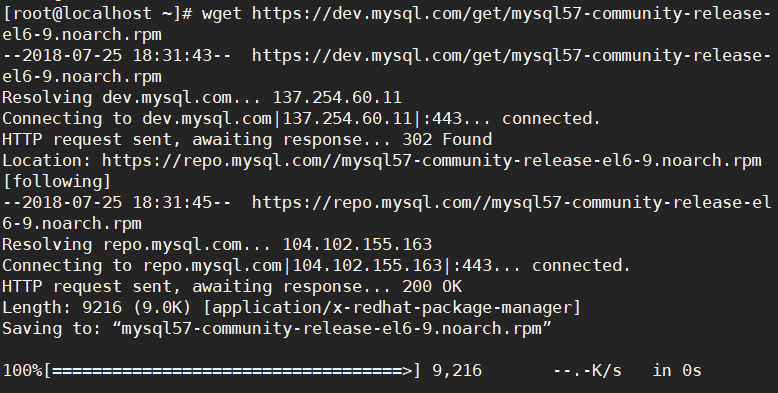 [root@localhost ~]# wget https://dev.mysql.com/get/mysql57-community-release-
el6-9.noarch.rpm
--2018-07-25 18:31:43--  https://dev.mysql.com/get/mysql57-community-release-
el6-9.noarch.rpm
Resolving dev.mysql.com... 137.254.60.11
Connecting to dev.mysql.com|137.254.60.11|:443... connected.
HTTP request sent, awaiting response... 302 Found
Location: https://repo.mysql.com//mysql57-community-release-el6-9.noarch.rpm
[following]
--2018-07-25 18:31:45--  https://repo.mysql.com//mysql57-community-release-el
6-9.noarch.rpm
Resolving repo.mysql.com... 104.102.155.163
Connecting to repo.mysql.com|104.102.155.163|:443... connected.
HTTP request sent, awaiting response... 200 OK
Length: 9216 (9.0K) [application/x-redhat-package-manager]
Saving to: “mysql57-community-release-el6-9.noarch.rpm”
100%[===================================>] 9,216       --.-K/s   in 0s